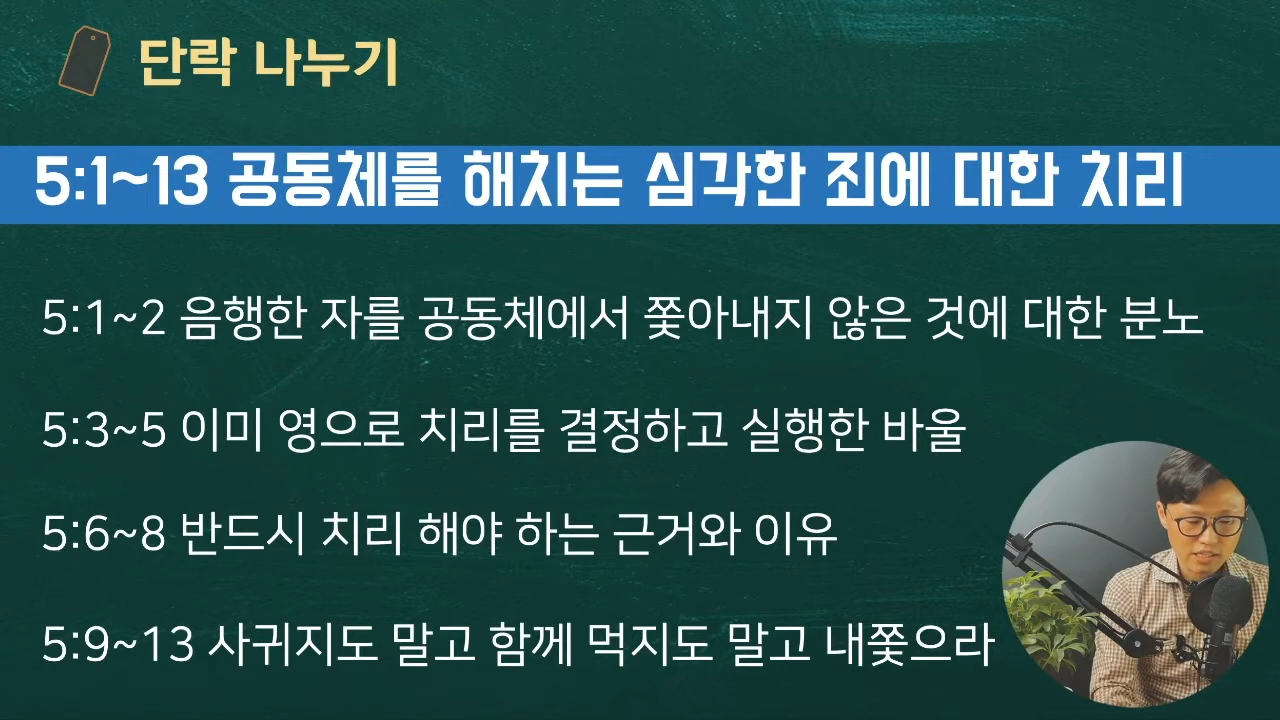 단락 나누기
5:1~13 공동체를 해치는 심각한 죄에 대한 치리
5:1~2 음행한 자를 공동체에서 쫓아내지 않은 것에 대한 분노
5:3~5 이미 영으로 치리를 결정하고 실행한 바울
5:6~8 반드시 치리 해야 하는 근거와 이유
5:9~13 사귀지도 말고 함께 먹지도 말고 내쫓으라